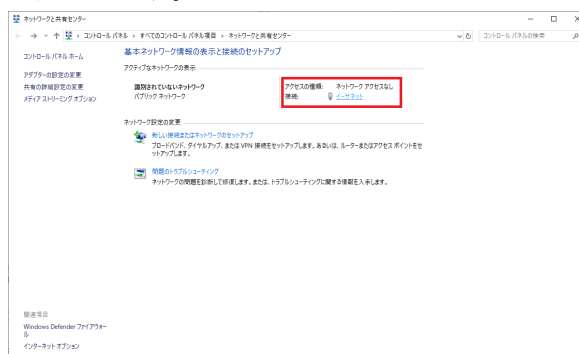 ネットワークと共有センター
コントロール パネル › すべてのコントロール パネル項目 › ネットワークと共有センター
コントロール パネルの検索
コントロール パネル ホーム
アダプターの設定の変更
共有の詳細設定の変更
メディア ストリーミング オプション
基本ネットワーク情報の表示と接続のセットアップ
アクティブなネットワークの表示
識別されていないネットワーク
パブリック ネットワーク
アクセスの種類: ネットワーク アクセスなし
接続: イーサネット
ネットワーク設定の変更
新しい接続またはネットワークのセットアップ
ブロードバンド、ダイヤルアップ、または VPN 接続をセットアップします。あるいは、ルーターまたはアクセス ポイントをセ
ットアップします。
問題のトラブルシューティング
ネットワークの問題を診断して修復します。または、トラブルシューティングに関する情報を入手します。
関連項目
Windows Defender ファイアウォー
ル
インターネット オプション